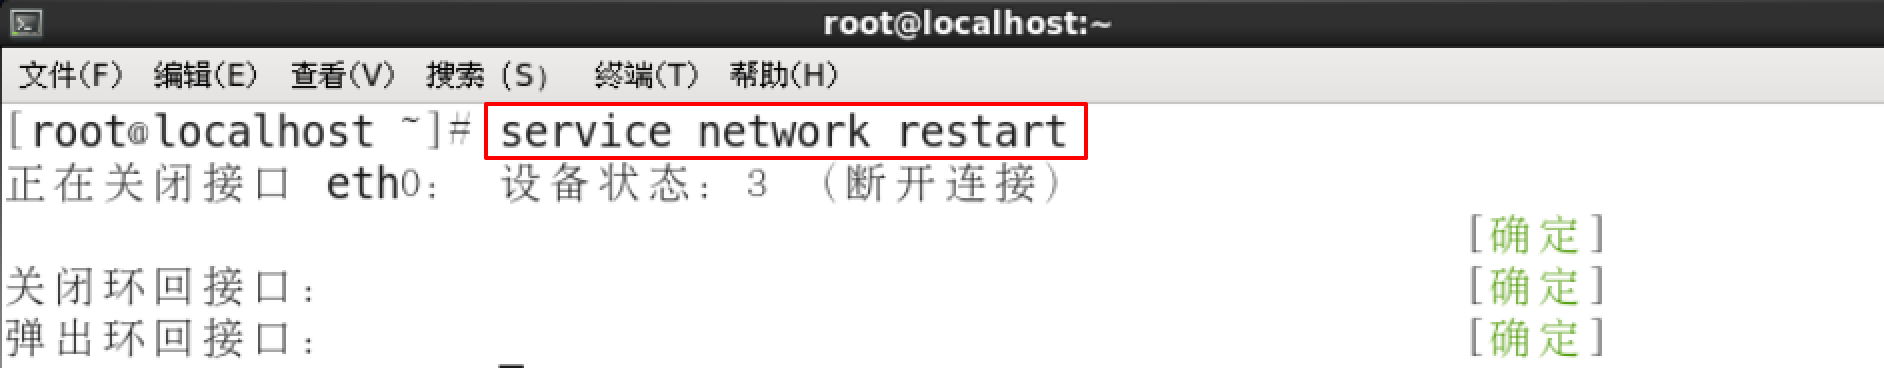 root@localhost:~
文件(F) 编辑(E) 查看(V) 搜索 (S) 终端(T) 帮助(H)
[root@localhost ~]# service network restart
正在关闭接口 eth0： 设备状态：3 （断开连接）
[确定]
关闭环回接口： [确定]
弹出环回接口： [确定]